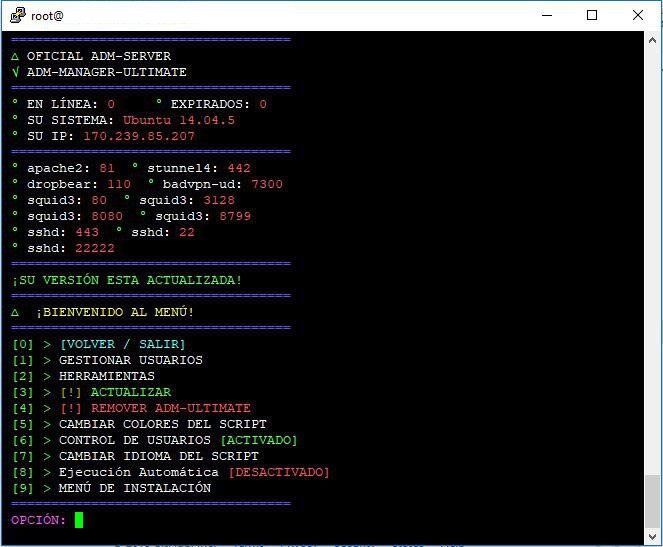 root@
=====================================
∆ OFICIAL ADM-SERVER
√ ADM-MANAGER-ULTIMATE
=====================================
° EN LÍNEA: 0 ° EXPIRADOS: 0
° SU SISTEMA: Ubuntu 14.04.5
° SU IP: 170.239.85.207
=====================================
° apache2: 81 ° stunnel4: 442
° dropbear: 110 ° badvpn-ud: 7300
° squid3: 80 ° squid3: 3128
° squid3: 8080 ° squid3: 8799
° sshd: 443 ° sshd: 22
° sshd: 22222
=====================================
¡SU VERSIÓN ESTA ACTUALIZADA!
=====================================
∆ ¡BIENVENIDO AL MENÚ!
=====================================
[0] > [VOLVER / SALIR]
[1] > GESTIONAR USUARIOS
[2] > HERRAMIENTAS
[3] > [!] ACTUALIZAR
[4] > [!] REMOVER ADM-ULTIMATE
[5] > CAMBIAR COLORES DEL SCRIPT
[6] > CONTROL DE USUARIOS [ACTIVADO]
[7] > CAMBIAR IDIOMA DEL SCRIPT
[8] > Ejecución Automática [DESACTIVADO]
[9] > MENÚ DE INSTALACIÓN
=====================================
OPCIÓN: